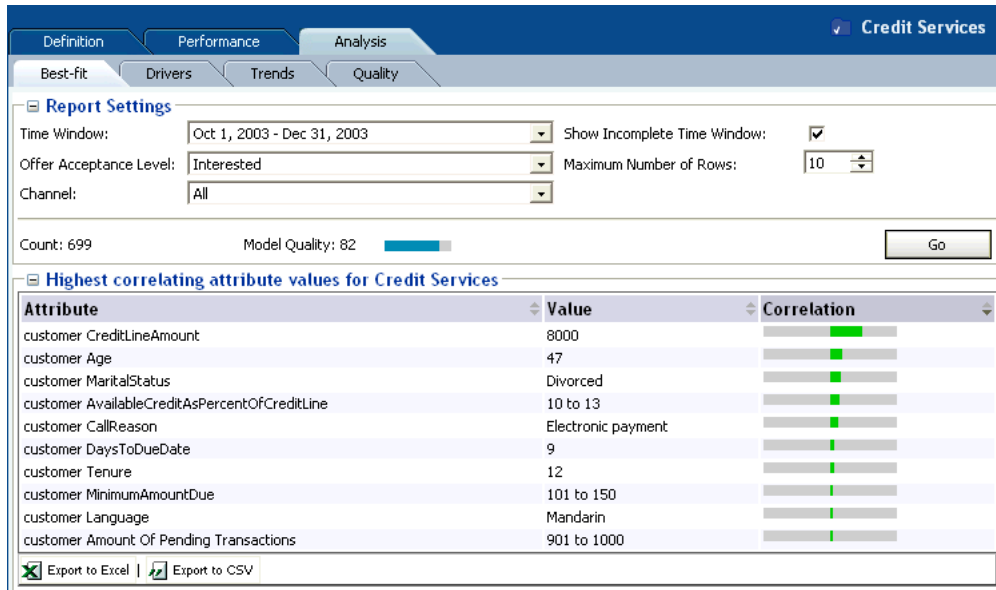 Credit Services
Definition Performance Analysis
Best-fit Drivers Trends Quality
Report Settings
Time Window: Oct 1, 2003 - Dec 31, 2003 Show Incomplete Time Window:
Offer Acceptance Level: Interested Maximum Number of Rows: 10
Channel: All
Count: 699 Model Quality: 82 Go
Highest correlating attribute values for Credit Services
Attribute Value Correlation
customer CreditLineAmount 8000
customer Age 47
customer MaritalStatus Divorced
customer AvailableCreditAsPercentOfCreditLine 10 to 13
customer CallReason Electronic payment
customer DaysToDueDate 9
customer Tenure 12
customer MinimumAmountDue 101 to 150
customer Language Mandarin
customer Amount Of Pending Transactions 901 to 1000
Export to Excel | Export to CSV